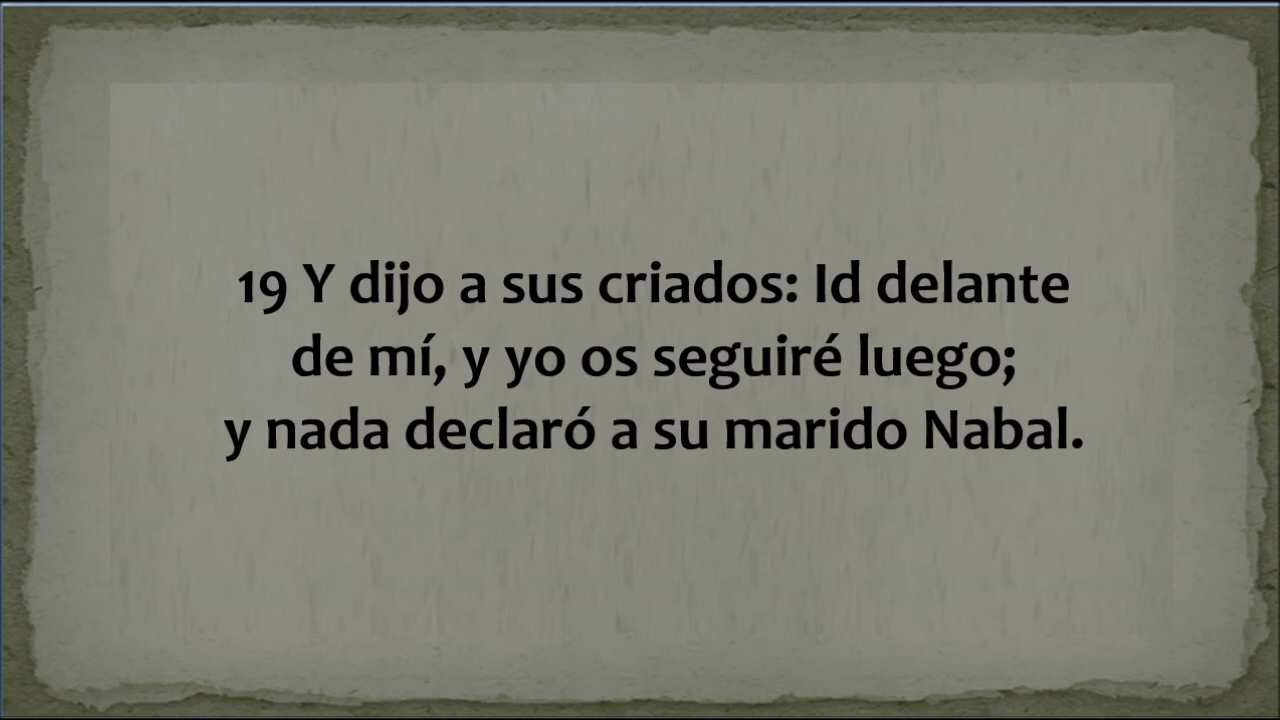 19 Y dijo a sus criados: Id delante
de mí, y yo os seguiré luego;
y nada declaró a su marido Nabal.